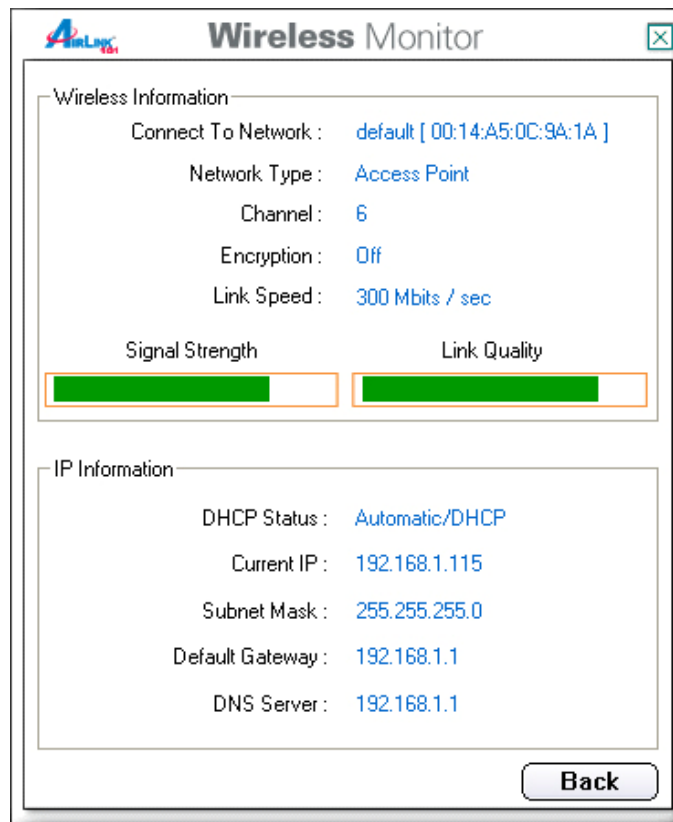 AIRLINK 101
Wireless Monitor
Wireless Information
Connect To Network : default [ 00:14:A5:0C:9A:1A ]
Network Type : Access Point
Channel : 6
Encryption : Off
Link Speed : 300 Mbits / sec
Signal Strength Link Quality
IP Information
DHCP Status : Automatic/DHCP
Current IP : 192.168.1.115
Subnet Mask : 255.255.255.0
Default Gateway : 192.168.1.1
DNS Server : 192.168.1.1
Back